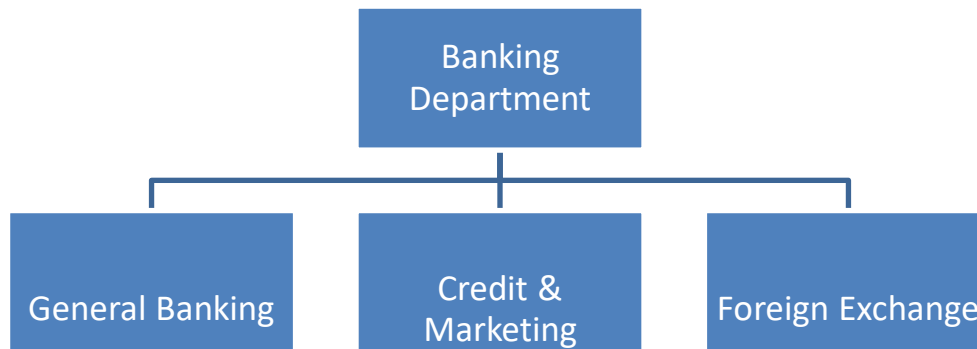 Banking
Department
General Banking
Credit &
Marketing
Foreign Exchange